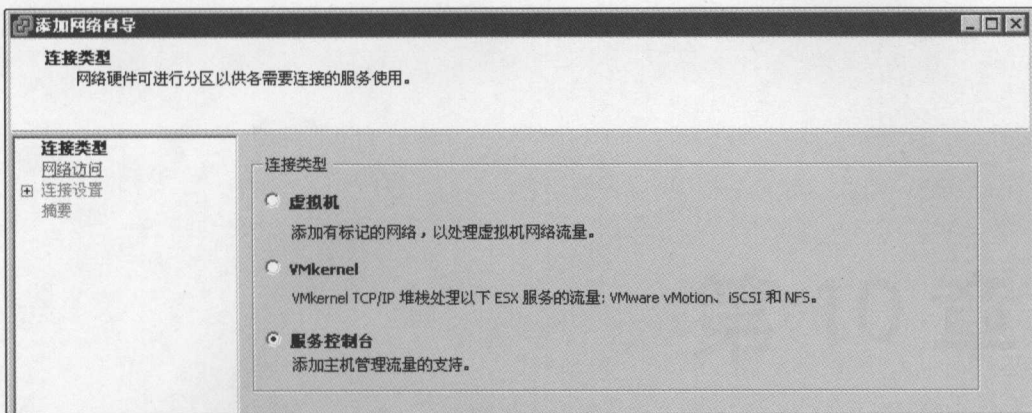 添加网络向导
连接类型
网络硬件可进行分区以供各需要连接的服务使用。
连接类型
网络访问
连接设置
摘要
连接类型
虚拟机
添加有标记的网络，以处理虚拟机网络流量。
VMkernel
VMkernel TCP/IP 堆栈处理以下 ESX 服务的流量: VMware vMotion、iSCSI 和 NFS。
服务控制台
添加主机管理流量的支持。